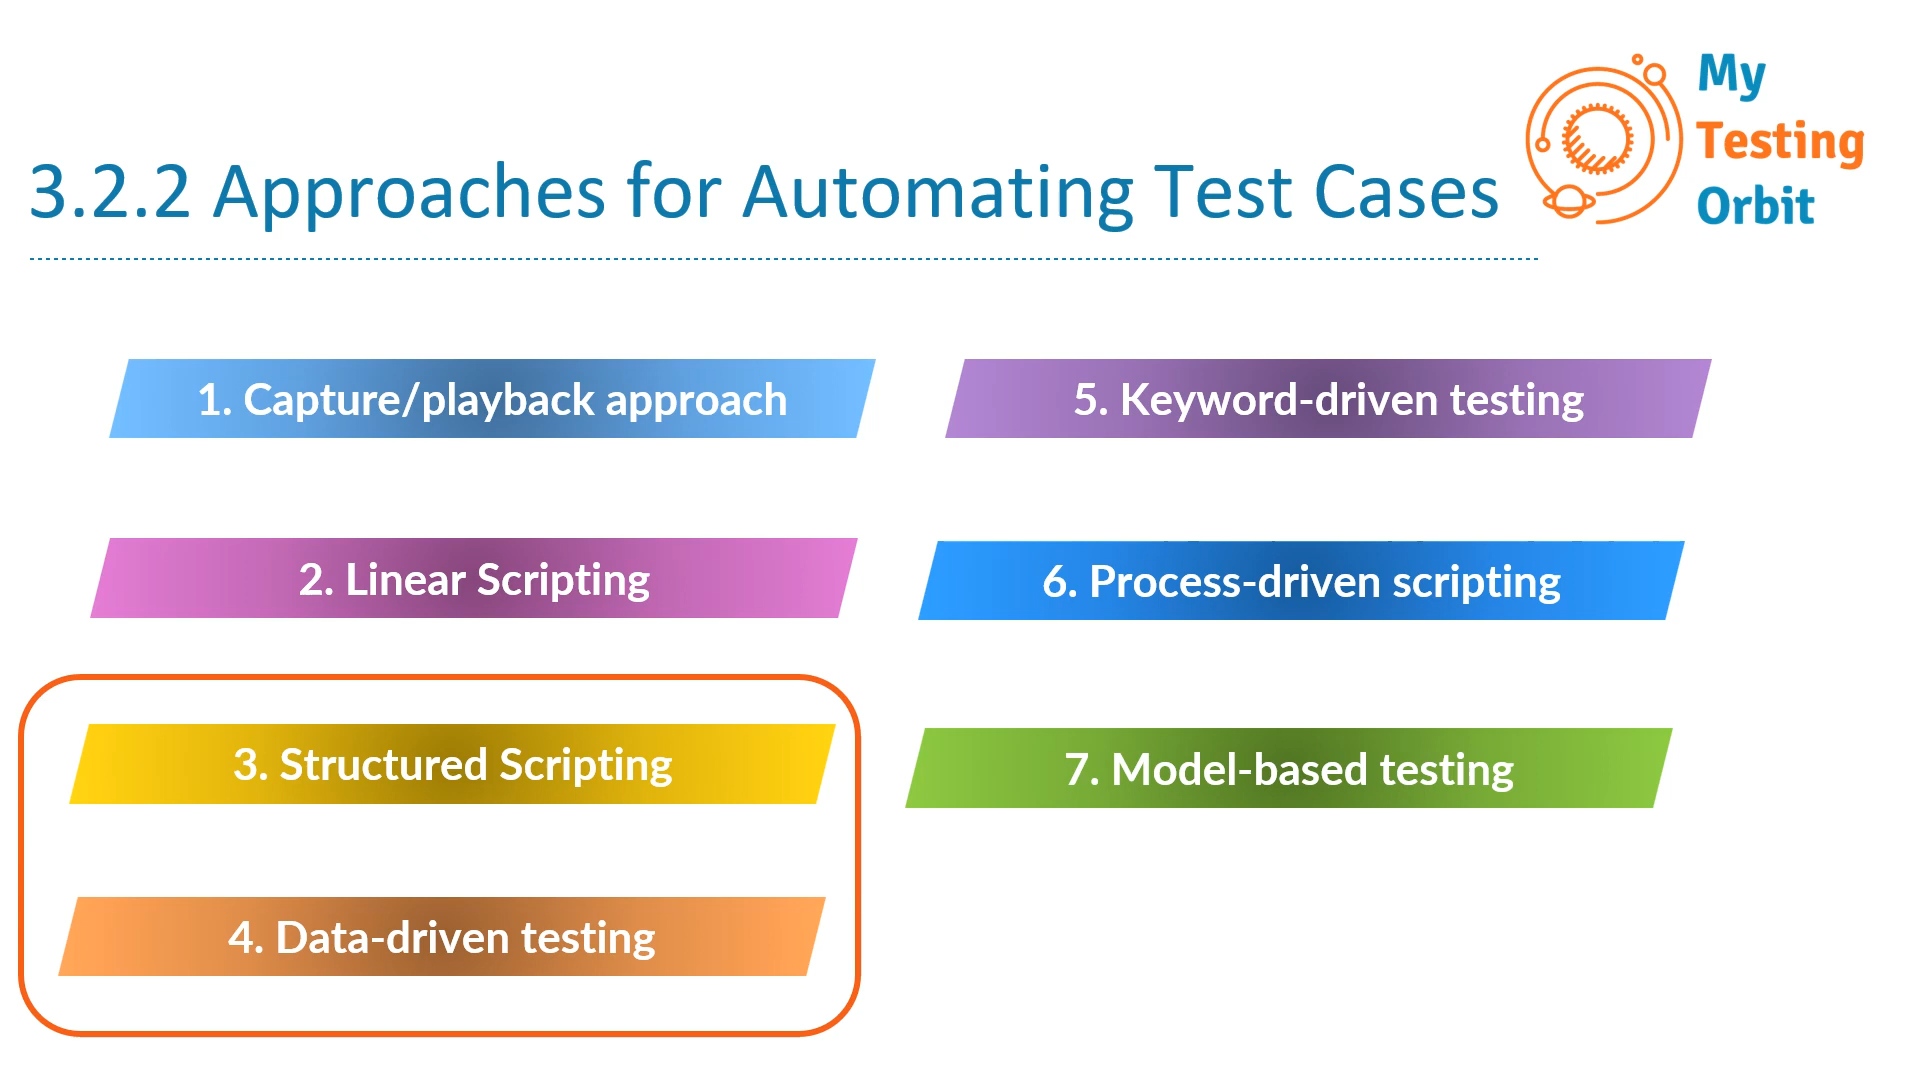 My
Testing
Orbit
3.2.2 Approaches for Automating Test Cases
1. Capture/playback approach
2. Linear Scripting
3. Structured Scripting
4. Data-driven testing
5. Keyword-driven testing
6. Process-driven scripting
7. Model-based testing